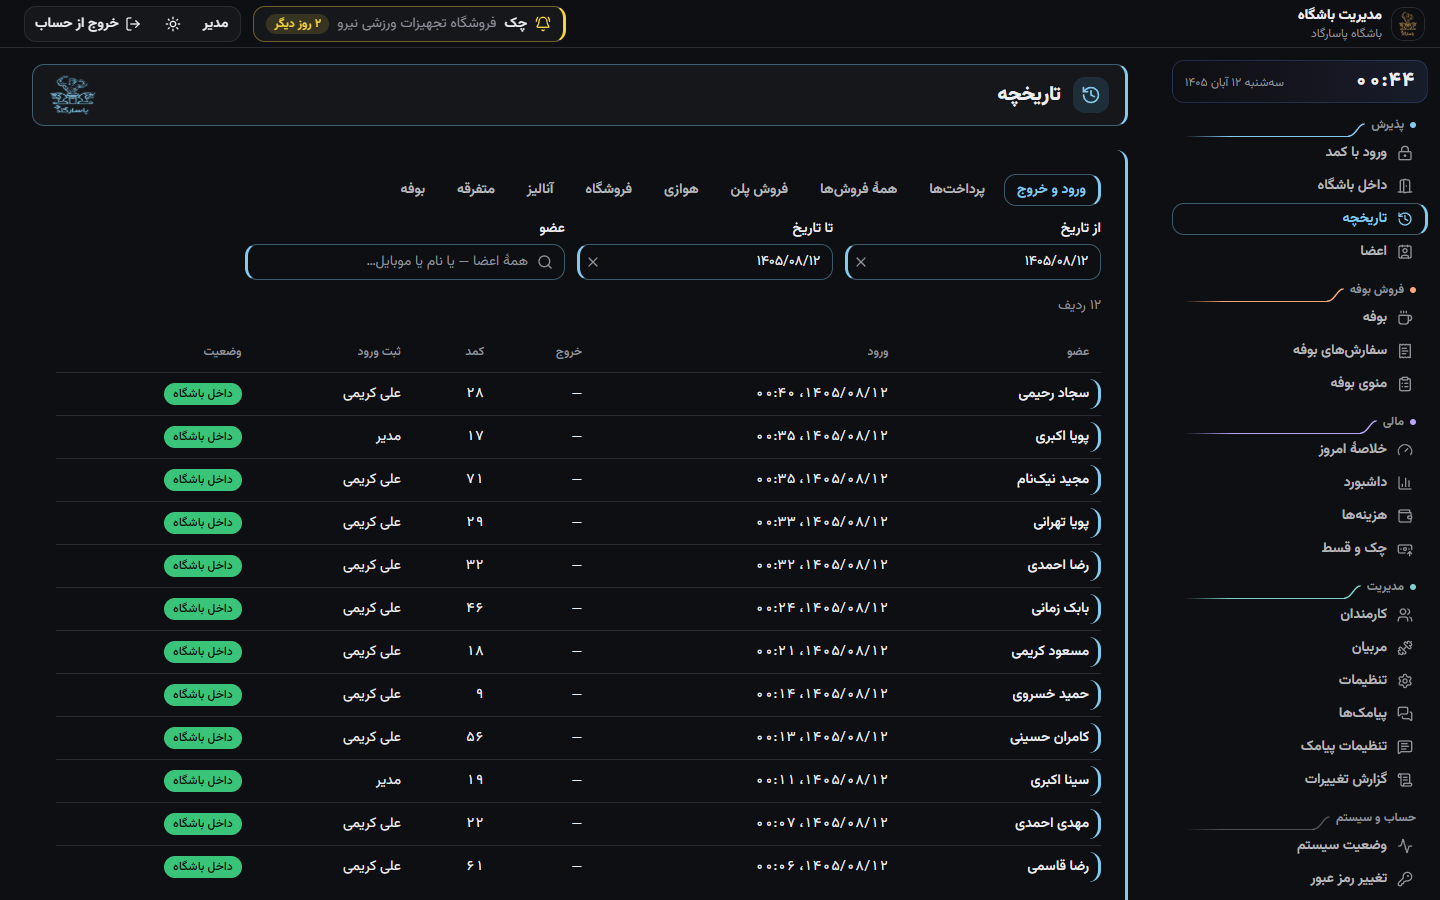 مدیریت باشگاه
باشگاه پاسارگاد
چک فروشگاه تجهیزات ورزشی نیرو ۲ روز دیگر
مدیر
خروج از حساب
۰۰:۴۴
سه‌شنبه ۱۲ آبان ۱۴۰۵
پذیرش
ورود با کمد
داخل باشگاه
تاریخچه
اعضا
فروش بوفه
بوفه
سفارش‌های بوفه
منوی بوفه
مالی
خلاصهٔ امروز
داشبورد
هزینه‌ها
چک و قسط
مدیریت
کارمندان
مربیان
تنظیمات
پیامک‌ها
تنظیمات پیامک
گزارش تغییرات
حساب و سیستم
وضعیت سیستم
تغییر رمز عبور
تاریخچه
پاسارگاد
ورود و خروج پرداخت‌ها همهٔ فروش‌ها فروش پلن هوازی فروشگاه آنالیز متفرقه بوفه
از تاریخ تا تاریخ عضو
۱۴۰۵/۰۸/۱۲ ۱۴۰۵/۰۸/۱۲ همهٔ اعضا — یا نام یا موبایل...
۱۲ ردیف
عضو ورود خروج کمد ثبت ورود وضعیت
سجاد رحیمی ۱۴۰۵/۰۸/۱۲، ۰۰:۴۰ — ۲۸ علی کریمی داخل باشگاه
پویا اکبری ۱۴۰۵/۰۸/۱۲، ۰۰:۳۵ — ۱۷ مدیر داخل باشگاه
مجید نیک‌نام ۱۴۰۵/۰۸/۱۲، ۰۰:۳۵ — ۷۱ علی کریمی داخل باشگاه
پویا تهرانی ۱۴۰۵/۰۸/۱۲، ۰۰:۳۳ — ۲۹ علی کریمی داخل باشگاه
رضا احمدی ۱۴۰۵/۰۸/۱۲، ۰۰:۳۲ — ۳۲ علی کریمی داخل باشگاه
بابک زمانی ۱۴۰۵/۰۸/۱۲، ۰۰:۲۴ — ۴۶ علی کریمی داخل باشگاه
مسعود کریمی ۱۴۰۵/۰۸/۱۲، ۰۰:۲۱ — ۱۸ علی کریمی داخل باشگاه
حمید خسروی ۱۴۰۵/۰۸/۱۲، ۰۰:۱۴ — ۹ علی کریمی داخل باشگاه
کامران حسینی ۱۴۰۵/۰۸/۱۲، ۰۰:۱۳ — ۵۶ علی کریمی داخل باشگاه
سینا اکبری ۱۴۰۵/۰۸/۱۲، ۰۰:۱۱ — ۱۹ مدیر داخل باشگاه
مهدی احمدی ۱۴۰۵/۰۸/۱۲، ۰۰:۰۷ — ۲۲ علی کریمی داخل باشگاه
رضا قاسمی ۱۴۰۵/۰۸/۱۲، ۰۰:۰۶ — ۶۱ علی کریمی داخل باشگاه